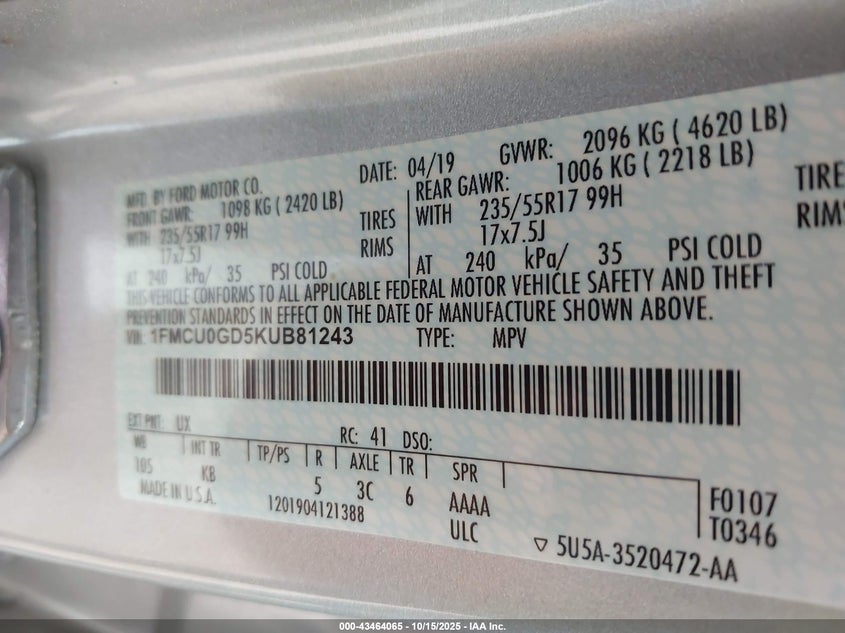 MFD. BY FORD MOTOR CO.
DATE: 04/19 GVWR: 2096 KG ( 4620 LB)
FRONT GAWR: 1098 KG ( 2420 LB)
REAR GAWR: 1006 KG ( 2218 LB)
WITH 235/55R17 99H TIRES
WITH 235/55R17 99H TIRE
17x7.5J RIMS
17x7.5J RIM
AT 240 kPa/ 35 PSI COLD
AT 240 kPa/ 35 PSI COLD
THIS VEHICLE CONFORMS TO ALL APPLICABLE FEDERAL MOTOR VEHICLE SAFETY AND THEFT
PREVENTION STANDARDS IN EFFECT ON THE DATE OF MANUFACTURE SHOWN ABOVE.
VIN: 1FMCU0GD5KUB81243 TYPE: MPV
EXT PNT: UX RC: 41 DSO:
WB INT TR TP/PS R AXLE TR SPR
105 KB 5 3C 6 AAAA
MADE IN U.S.A. 1201904121388 ULC
F0107
T0346
5U5A-3520472-AA
000-43464065 - 10/15/2025 - IAA Inc.